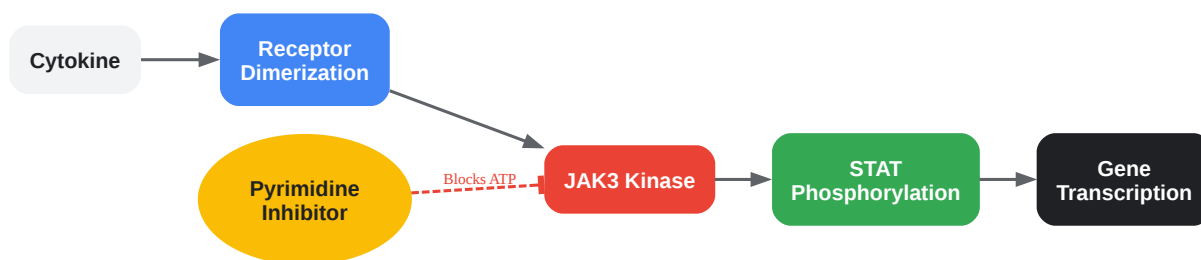 Cytokine
Receptor
Dimerization
Pyrimidine
Inhibitor
Blocks ATP
JAK3 Kinase
STAT
Phosphorylation
Gene
Transcription